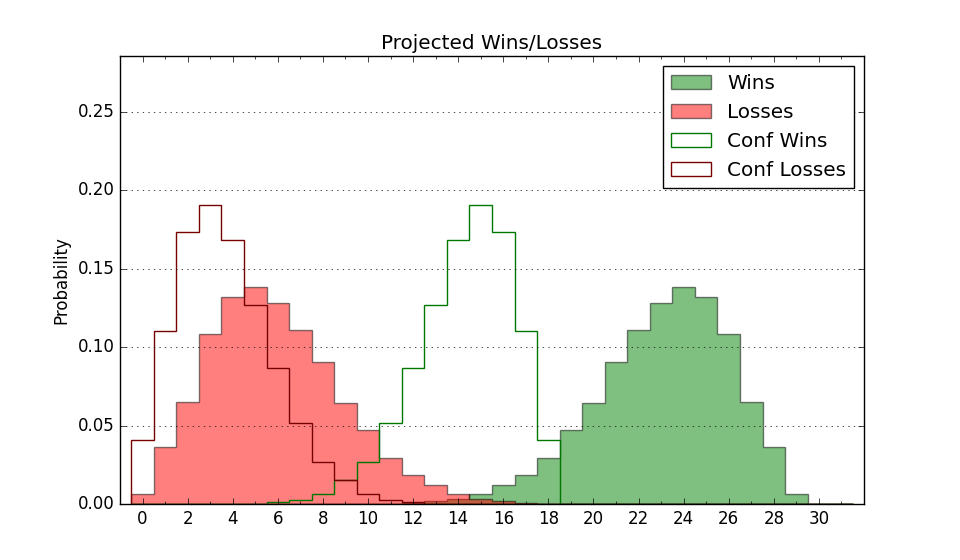 Projected Wins/Losses
Wins
Losses
Conf Wins
Conf Losses
Probability
0.25
0.20
0.15
0.10
0.05
0.00
0 2 4 6 8 10 12 14 16 18 20 22 24 26 28 30